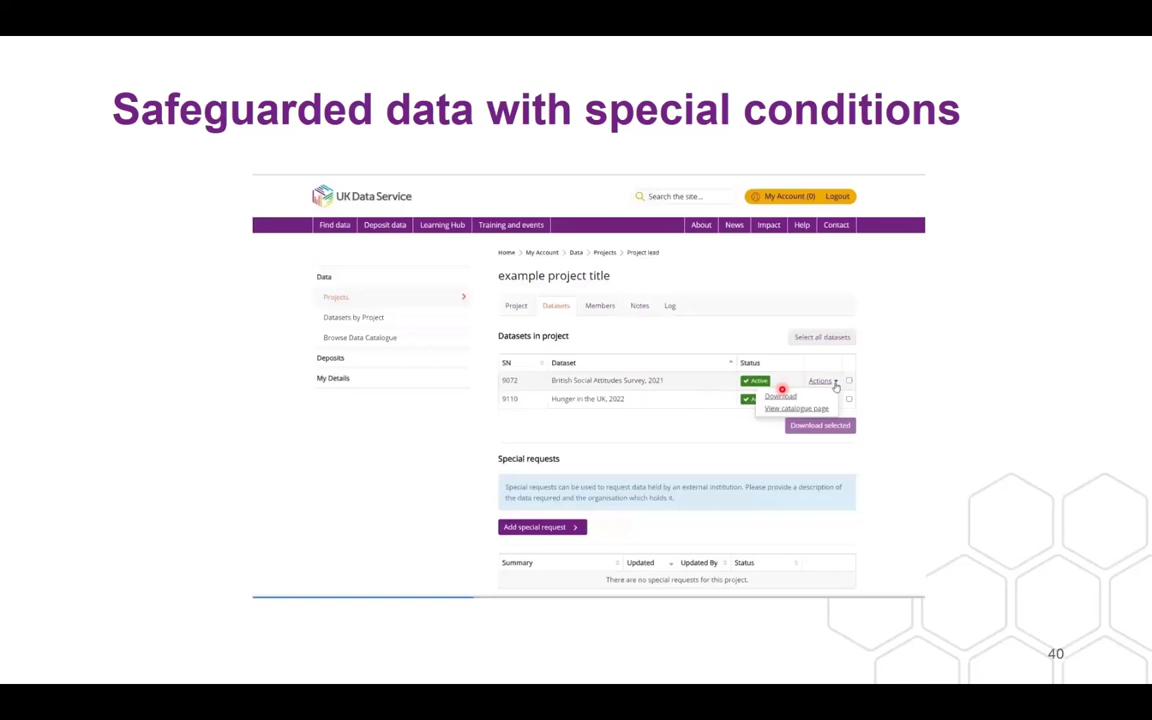 Safeguarded data with special conditions
UK Data Service
Search the site...
My Account (0) Logout
Find data Deposit data Learning Hub Training and events About News Impact Help Contact
Home > My Account > Data > Projects > Project lead
example project title
Data
Projects
Datasets by Project
Browse Data Catalogue
Deposits
My Details
Project Datasets Members Notes Log
Datasets in project
Select all datasets
SN Dataset Status
9072 British Social Attitudes Survey, 2021 Active Actions
9110 Hunger in the UK, 2022
Download
View catalogue page
Download selected
Special requests
Special requests can be used to request data held by an external institution. Please provide a description of
the data required and the organisation which holds it.
Add special request
Summary Updated Updated By Status
There are no special requests for this project.
40